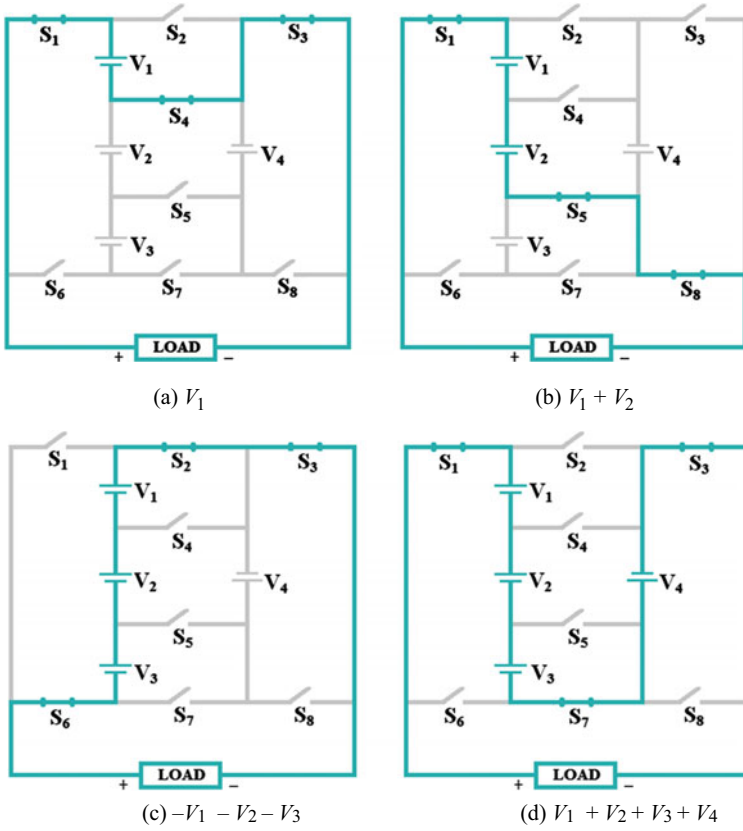 S1 S2 S3
V1
S4
V2 V4
S5
V3
S6 S7 S8
+ LOAD −
(a) V1
S1 S2 S3
V1
S4
V2 V4
S5
V3
S6 S7 S8
+ LOAD −
(b) V1 + V2
S1 S2 S3
V1
S4
V2 V4
S5
V3
S6 S7 S8
+ LOAD −
(c) –V1 – V2 – V3
S1 S2 S3
V1
S4
V2 V4
S5
V3
S6 S7 S8
+ LOAD −
(d) V1 + V2 + V3 + V4